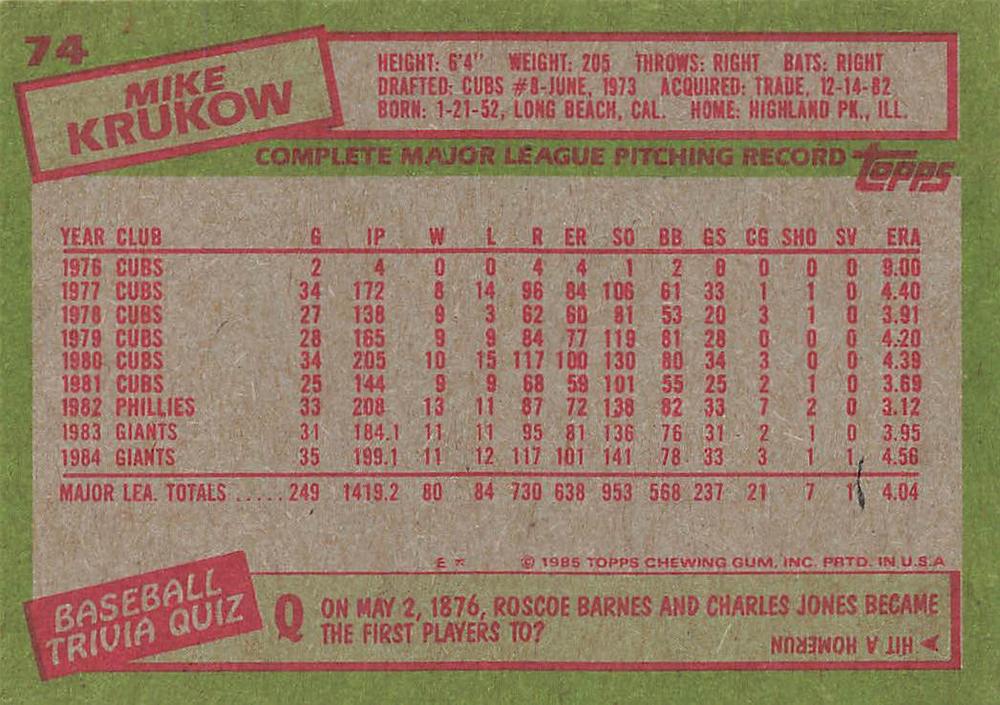 74
MIKE
KRUKOW
HEIGHT: 6'4" WEIGHT: 205 THROWS: RIGHT BATS: RIGHT
DRAFTED: CUBS #8-JUNE, 1973 ACQUIRED: TRADE, 12-14-82
BORN: 1-21-52, LONG BEACH, CAL. HOME: HIGHLAND PK., ILL.
COMPLETE MAJOR LEAGUE PITCHING RECORD
TOPPS
YEAR CLUB G IP W L R ER SO BB GS CG SHO SV ERA
1976 CUBS 2 4 0 0 4 4 1 2 0 0 0 0 9.00
1977 CUBS 34 172 8 14 96 84 106 61 33 1 1 0 4.40
1978 CUBS 27 138 9 3 62 60 81 53 20 3 1 0 3.91
1979 CUBS 28 165 9 9 84 77 119 81 28 0 0 0 4.20
1980 CUBS 34 205 10 15 117 100 130 80 34 3 0 0 4.39
1981 CUBS 25 144 9 9 68 59 101 55 25 2 1 0 3.69
1982 PHILLIES 33 208 13 11 87 72 138 82 33 7 2 0 3.12
1983 GIANTS 31 184.1 11 11 95 81 136 76 31 2 1 0 3.95
1984 GIANTS 35 199.1 11 12 117 101 141 78 33 3 1 1 4.56
MAJOR LEA. TOTALS ..... 249 1419.2 80 84 730 638 953 568 237 21 7 1 4.04
© 1985 TOPPS CHEWING GUM, INC. PRTD. IN U.S.A
BASEBALL
TRIVIA QUIZ
Q ON MAY 2, 1876, ROSCOE BARNES AND CHARLES JONES BECAME
THE FIRST PLAYERS TO?
HIT A HOMERUN